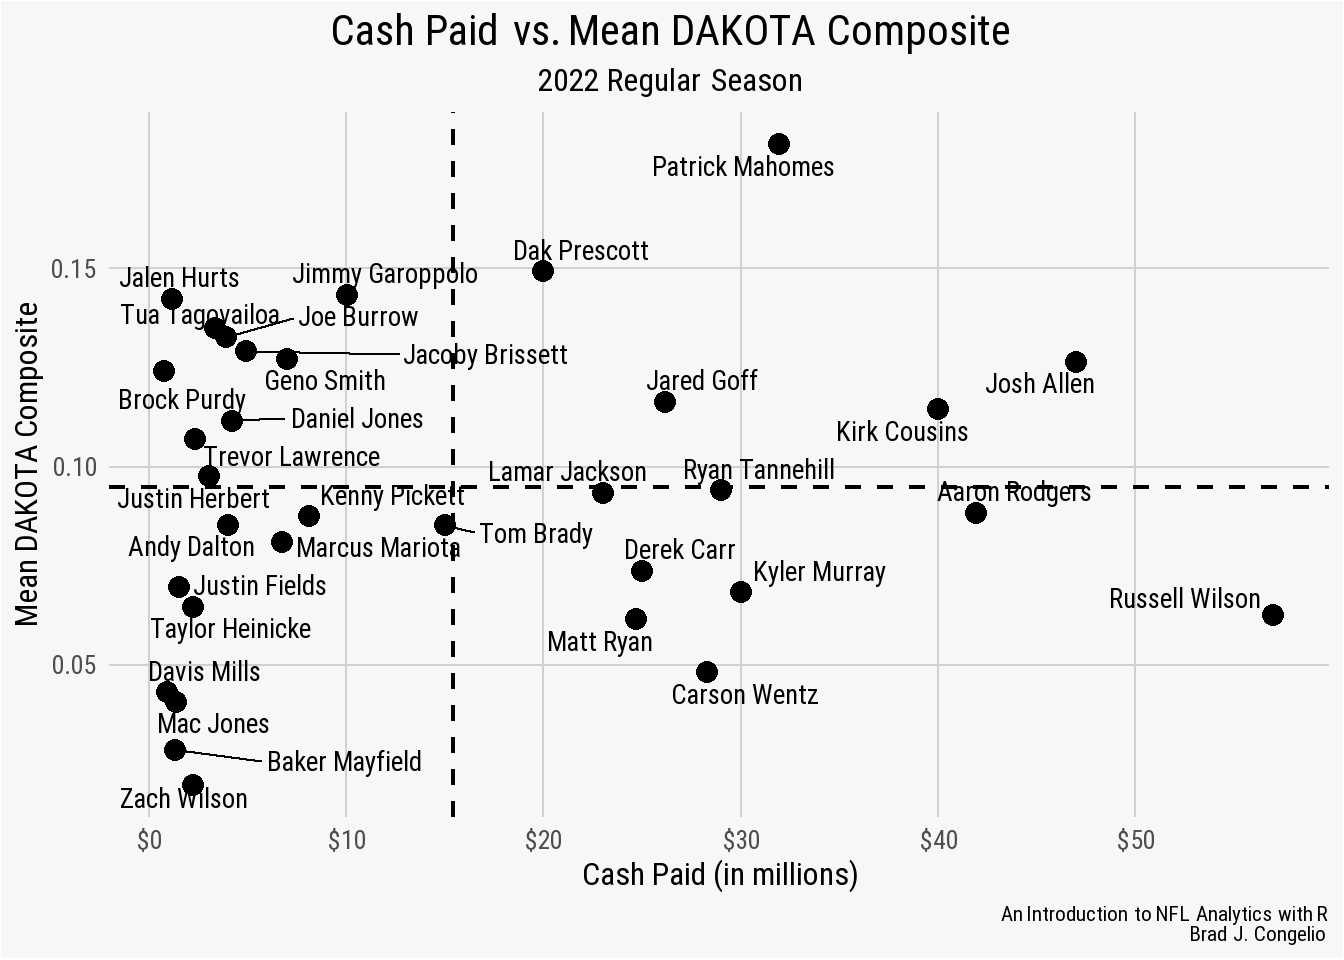 Cash Paid vs. Mean DAKOTA Composite
2022 Regular Season
Patrick Mahomes
Dak Prescott
Jalen Hurts
Jimmy Garoppolo
Tua Tagovailoa
Joe Burrow
Jacoby Brissett
Geno Smith
Jared Goff
Josh Allen
Brock Purdy
Daniel Jones
Kirk Cousins
Trevor Lawrence
Lamar Jackson
Ryan Tannehill
Justin Herbert
Kenny Pickett
Aaron Rodgers
Tom Brady
Andy Dalton
Marcus Mariota
Derek Carr
Kyler Murray
Justin Fields
Russell Wilson
Taylor Heinicke
Matt Ryan
Davis Mills
Carson Wentz
Mac Jones
Baker Mayfield
Zach Wilson
0.15
0.10
0.05
Mean DAKOTA Composite
$0
$10
$20
$30
$40
$50
Cash Paid (in millions)
An Introduction to NFL Analytics with R
Brad J. Congelio